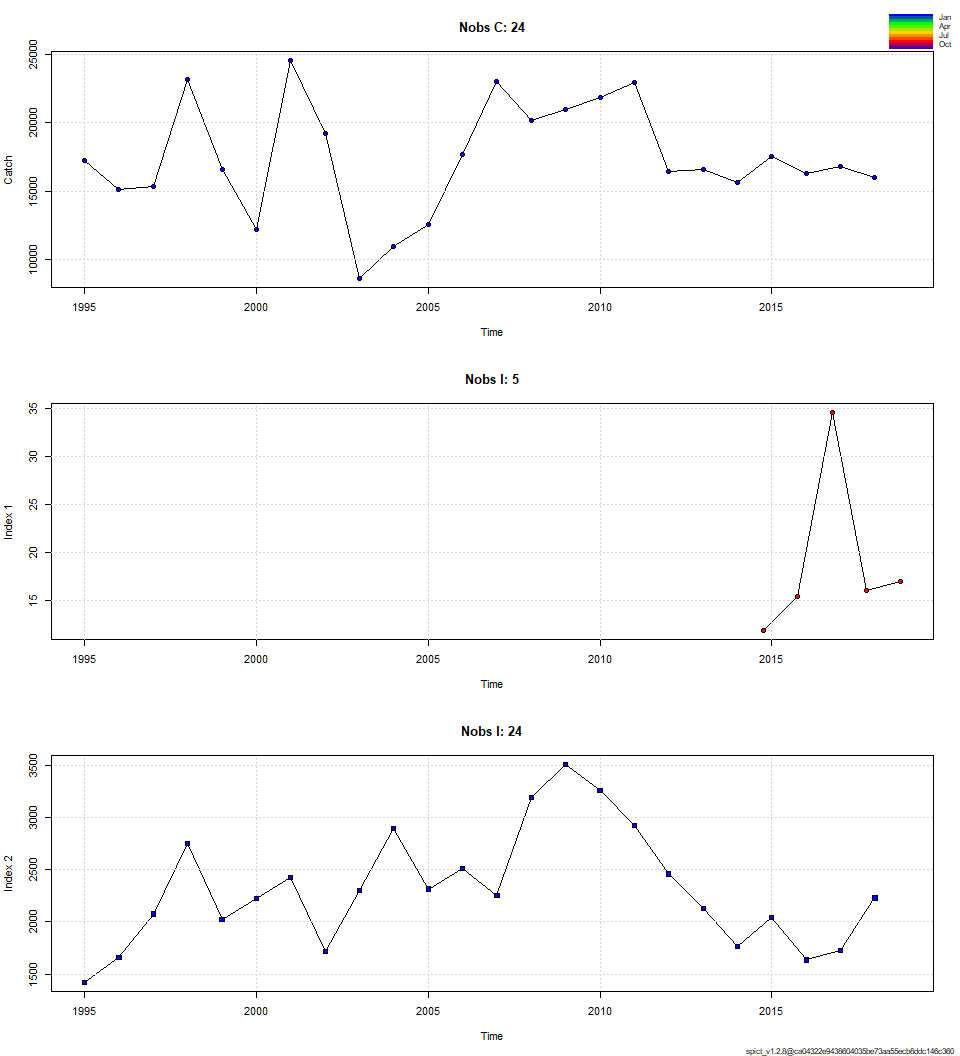 Nobs C: 24
Jan
Apr
Jul
Oct
Catch
25000
20000
15000
10000
1995 2000 2005 2010 2015
Time
Nobs I: 5
Index 1
35
30
25
20
15
1995 2000 2005 2010 2015
Time
Nobs I: 24
Index 2
3500
3000
2500
2000
1500
1995 2000 2005 2010 2015
Time